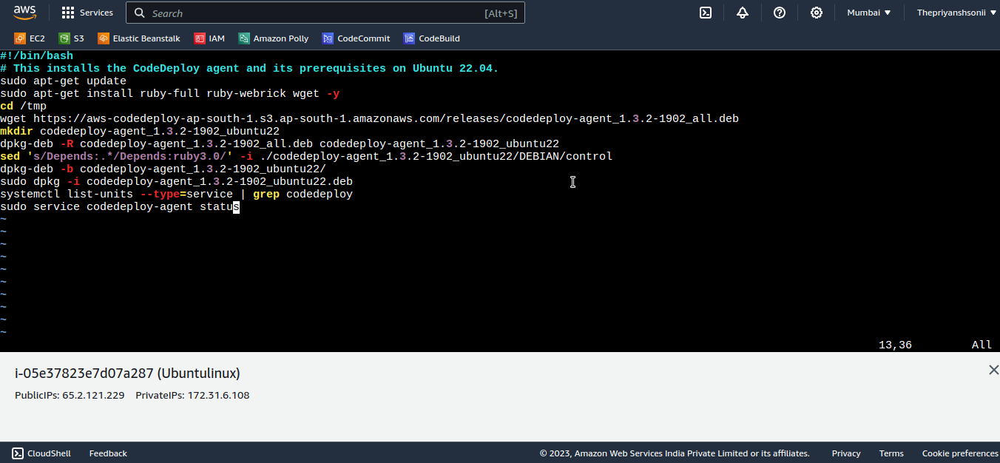 aws Services Search [Alt+S] Mumbai ▼ Thepriyanshsonii ▼
EC2 S3 Elastic Beanstalk IAM Amazon Polly CodeCommit CodeBuild
#!/bin/bash
# This installs the CodeDeploy agent and its prerequisites on Ubuntu 22.04.
sudo apt-get update
sudo apt-get install ruby-full ruby-webrick wget -y
cd /tmp
wget https://aws-codedeploy-ap-south-1.s3.ap-south-1.amazonaws.com/releases/codedeploy-agent_1.3.2-1902_all.deb
mkdir codedeploy-agent_1.3.2-1902_ubuntu22
dpkg-deb -R codedeploy-agent_1.3.2-1902_all.deb codedeploy-agent_1.3.2-1902_ubuntu22
sed 's/Depends:.*/Depends:ruby3.0/' -i ./codedeploy-agent_1.3.2-1902_ubuntu22/DEBIAN/control
dpkg-deb -b codedeploy-agent_1.3.2-1902_ubuntu22/
sudo dpkg -i codedeploy-agent_1.3.2-1902_ubuntu22.deb
systemctl list-units --type=service | grep codedeploy
sudo service codedeploy-agent status
~
~
~
~
~
~
~
~
~
~
13,36 All
i-05e37823e7d07a287 (Ubuntulinux)
PublicIPs: 65.2.121.229 PrivateIPs: 172.31.6.108
CloudShell Feedback © 2023, Amazon Web Services India Private Limited or its affiliates. Privacy Terms Cookie preferences